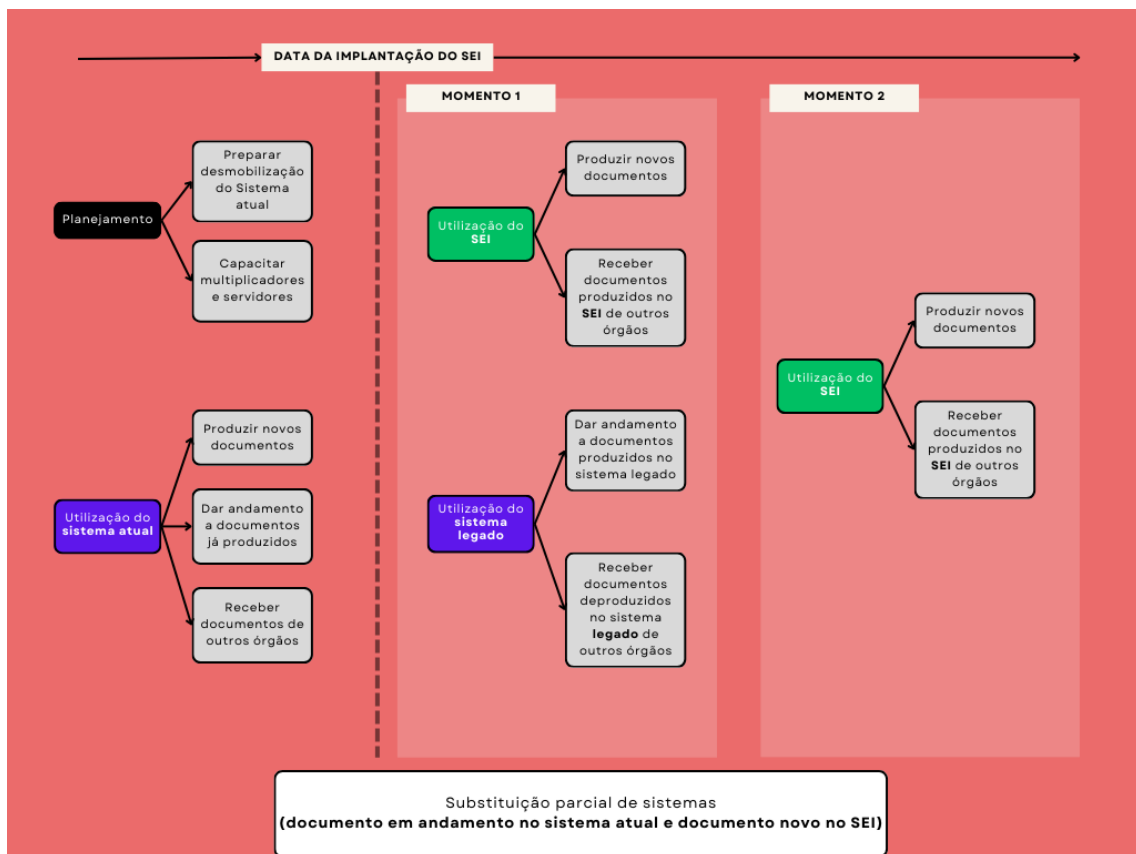 DATA DA IMPLANTAÇÃO DO SEI
Planejamento
Preparar
desmobilização
do Sistema
atual
Capacitar
multiplicadores
e servidores
Utilização do
sistema atual
Produzir novos
documentos
Dar andamento
a documentos
já produzidos
Receber
documentos de
outros órgãos
MOMENTO 1
Utilização do
SEI
Produzir novos
documentos
Receber
documentos
produzidos no
SEI de outros
órgãos
Utilização do
sistema
legado
Dar andamento
a documentos
produzidos no
sistema legado
Receber
documentos
deproduzidos
no sistema
legado de
outros órgãos
MOMENTO 2
Utilização do
SEI
Produzir novos
documentos
Receber
documentos
produzidos no
SEI de outros
órgãos
Substituição parcial de sistemas
(documento em andamento no sistema atual e documento novo no SEI)